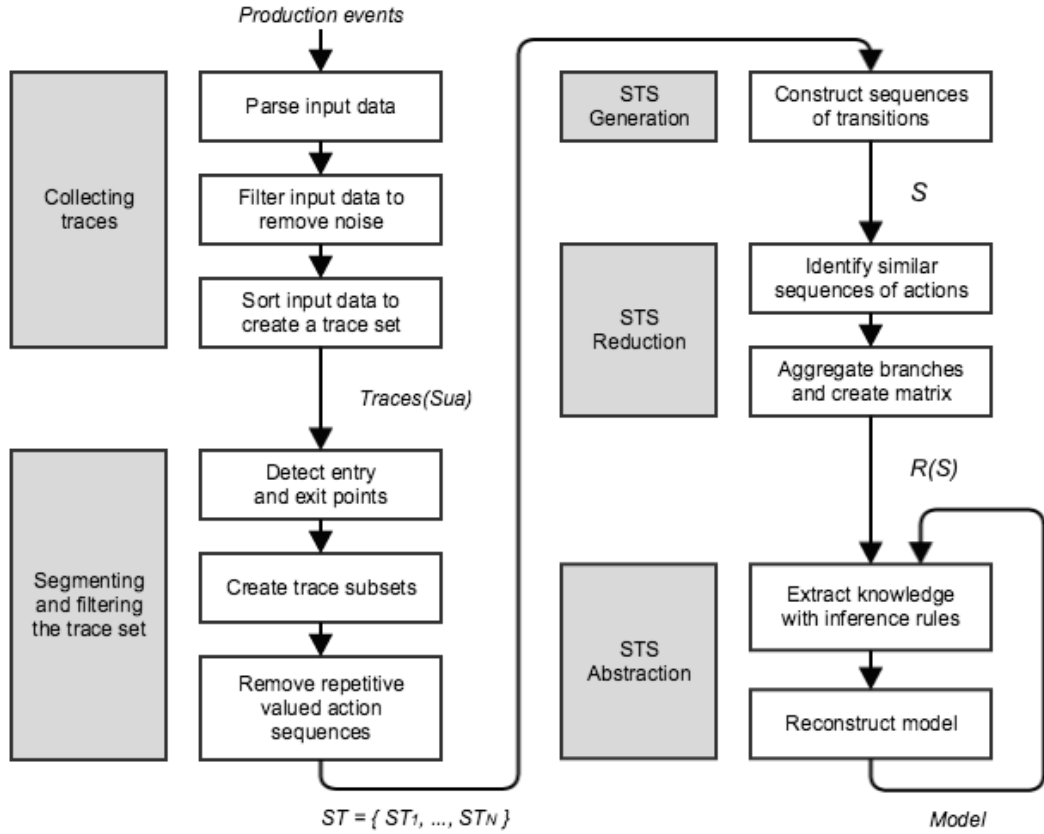 Production events
Collecting
traces
Parse input data
Filter input data to
remove noise
Sort input data to
create a trace set
Traces(Sua)
Segmenting
and filtering
the trace set
Detect entry
and exit points
Create trace subsets
Remove repetitive
valued action
sequences
ST = { ST1, ..., STN }
STS
Generation
Construct sequences
of transitions
S
STS
Reduction
Identify similar
sequences of actions
Aggregate branches
and create matrix
R(S)
STS
Abstraction
Extract knowledge
with inference rules
Reconstruct model
Model